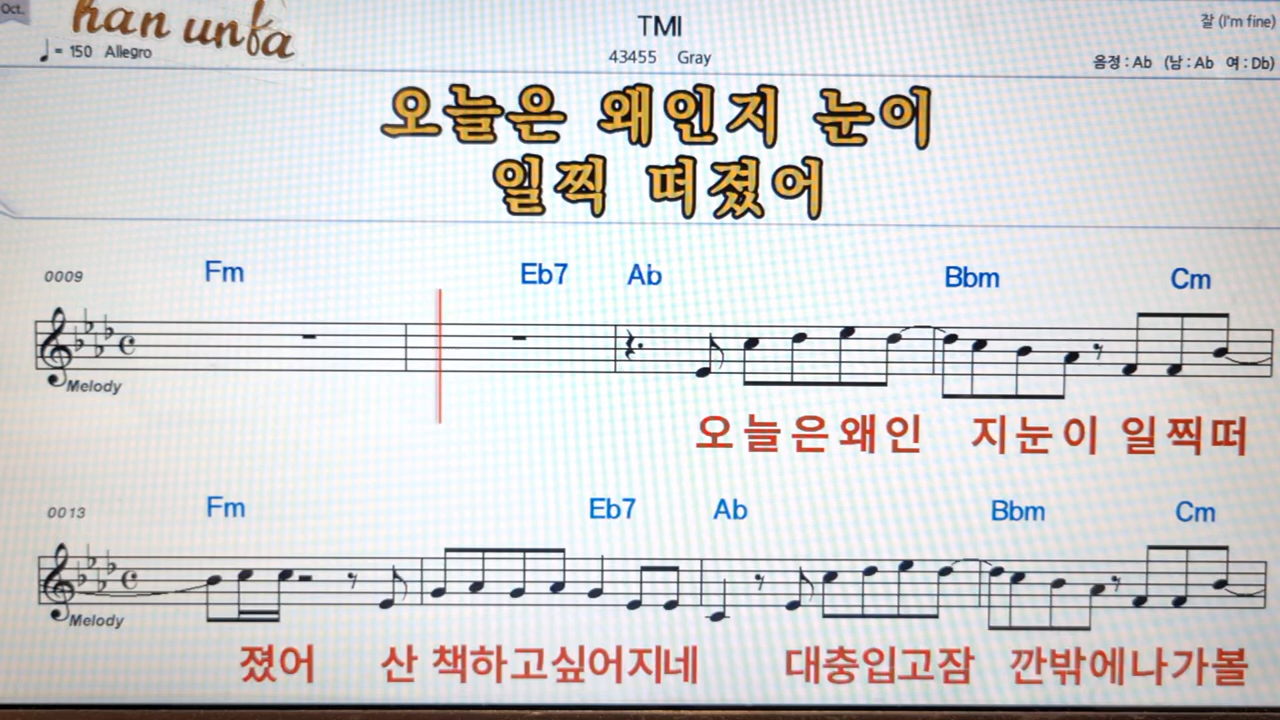 Oct.
han unfa
TMI
잘 (I'm fine)
♩ = 150 Allegro
43455 Gray
음정 : Ab (남 : Ab 여 : Db)
오늘은 왜인지 눈이
일찍 떠졌어
0009 Fm Eb7 Ab Bbm Cm
Melody
오늘은왜인 지눈이 일찍떠
0013 Fm Eb7 Ab Bbm Cm
Melody
졌어 산 책하고싶어지네 대충입고잠 깐밖에나가볼